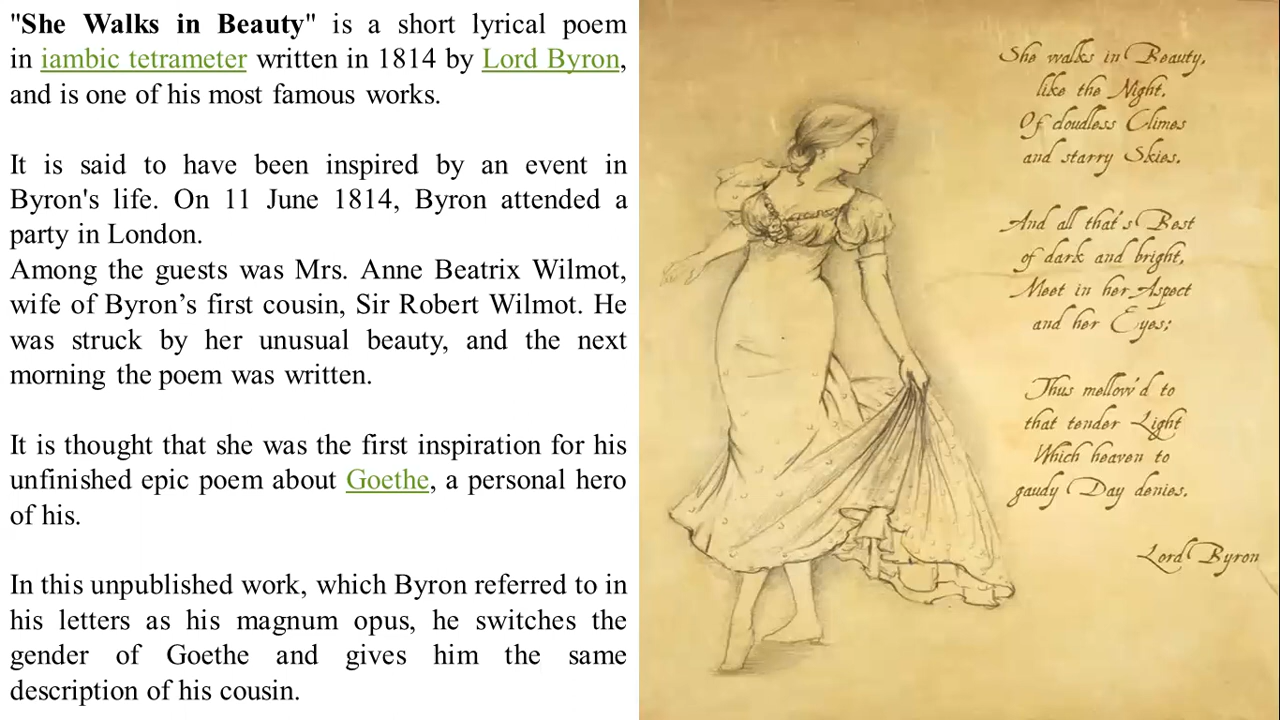 "She Walks in Beauty" is a short lyrical poem
in iambic tetrameter written in 1814 by Lord Byron,
and is one of his most famous works.
It is said to have been inspired by an event in
Byron's life. On 11 June 1814, Byron attended a
party in London.
Among the guests was Mrs. Anne Beatrix Wilmot,
wife of Byron’s first cousin, Sir Robert Wilmot. He
was struck by her unusual beauty, and the next
morning the poem was written.
It is thought that she was the first inspiration for his
unfinished epic poem about Goethe, a personal hero
of his.
In this unpublished work, which Byron referred to in
his letters as his magnum opus, he switches the
gender of Goethe and gives him the same
description of his cousin.
She walks in Beauty,
like the Night,
Of cloudless Climes
and starry Skies.
And all that's Best
of dark and bright,
Meet in her Aspect
and her Eyes;
Thus mellow'd to
that tender Light
Which heaven to
gaudy Day denies.
Lord Byron